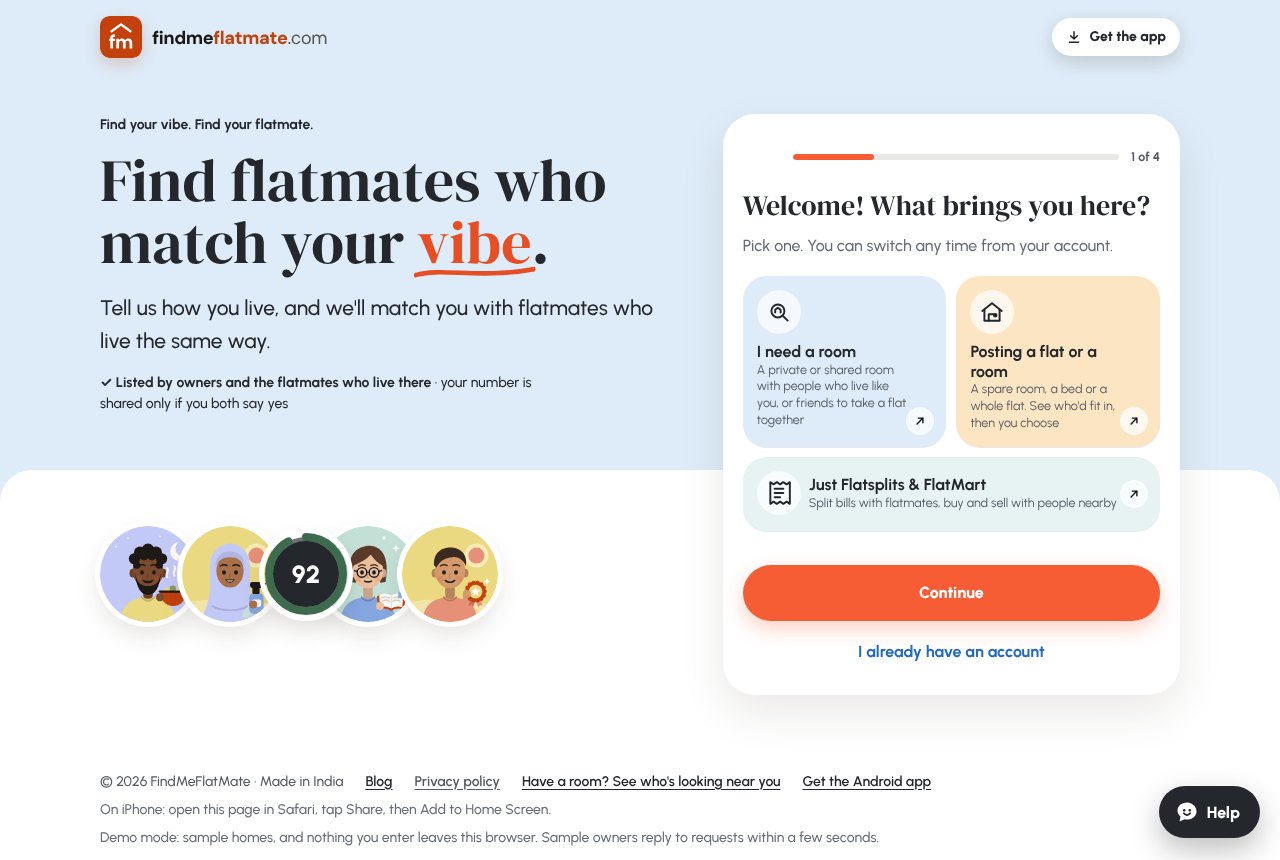 fm
findmeflatmate.com
Get the app
Find your vibe. Find your flatmate.
Find flatmates who
match your vibe.
Tell us how you live, and we'll match you with flatmates who
live the same way.
✓ Listed by owners and the flatmates who live there · your number is
shared only if you both say yes
92
1 of 4
Welcome! What brings you here?
Pick one. You can switch any time from your account.
I need a room
A private or shared room
with people who live like
you, or friends to take a flat
together
Posting a flat or a
room
A spare room, a bed or a
whole flat. See who'd fit in,
then you choose
Just Flatsplits & FlatMart
Split bills with flatmates, buy and sell with people nearby
Continue
I already have an account
© 2026 FindMeFlatMate · Made in India Blog Privacy policy Have a room? See who's looking near you Get the Android app
On iPhone: open this page in Safari, tap Share, then Add to Home Screen.
Demo mode: sample homes, and nothing you enter leaves this browser. Sample owners reply to requests within a few seconds.
Help